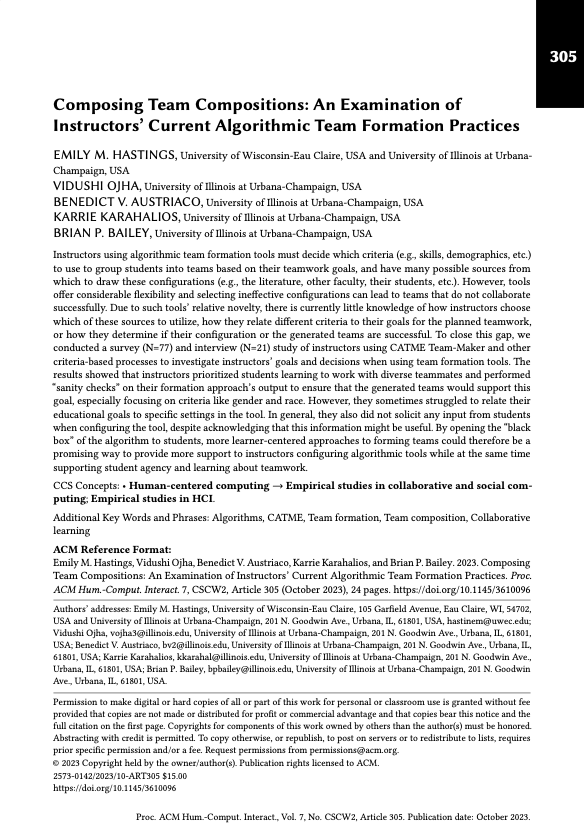 305
Composing Team Compositions: An Examination of
Instructors' Current Algorithmic Team Formation Practices
EMILY M. HASTINGS, University of Wisconsin-Eau Claire, USA and University of Illinois at Urbana-
Champaign, USA
VIDUSHI OJHA, University of Illinois at Urbana-Champaign, USA
BENEDICT V. AUSTRIACO, University of Illinois at Urbana-Champaign, USA
KARRIE KARAHALIOS, University of Illinois at Urbana-Champaign, USA
BRIAN P. BAILEY, University of Illinois at Urbana-Champaign, USA
Instructors using algorithmic team formation tools must decide which criteria (e.g., skills, demographics, etc.)
to use to group students into teams based on their teamwork goals, and have many possible sources from
which to draw these configurations (e.g., the literature, other faculty, their students, etc.). However, tools
offer considerable flexibility and selecting ineffective configurations can lead to teams that do not collaborate
successfully. Due to such tools' relative novelty, there is currently little knowledge of how instructors choose
which of these sources to utilize, how they relate different criteria to their goals for the planned teamwork,
or how they determine if their configuration or the generated teams are successful. To close this gap, we
conducted a survey (N=77) and interview (N=21) study of instructors using CATME Team-Maker and other
criteria-based processes to investigate instructors' goals and decisions when using team formation tools. The
results showed that instructors prioritized students learning to work with diverse teammates and performed
"sanity checks" on their formation approach's output to ensure that the generated teams would support this
goal, especially focusing on criteria like gender and race. However, they sometimes struggled to relate their
educational goals to specific settings in the tool. In general, they also did not solicit any input from students
when configuring the tool, despite acknowledging that this information might be useful. By opening the "black
box" of the algorithm to students, more learner-centered approaches to forming teams could therefore be a
promising way to provide more support to instructors configuring algorithmic tools while at the same time
supporting student agency and learning about teamwork.
CCS Concepts: • Human-centered computing → Empirical studies in collaborative and social com-
puting; Empirical studies in HCI.
Additional Key Words and Phrases: Algorithms, CATME, Team formation, Team composition, Collaborative
learning
ACM Reference Format:
Emily M. Hastings, Vidushi Ojha, Benedict V. Austriaco, Karrie Karahalios, and Brian P. Bailey. 2023. Composing
Team Compositions: An Examination of Instructors' Current Algorithmic Team Formation Practices. Proc.
ACM Hum.-Comput. Interact. 7, CSCW2, Article 305 (October 2023), 24 pages. https://doi.org/10.1145/3610096
Authors' addresses: Emily M. Hastings, University of Wisconsin-Eau Claire, 105 Garfield Avenue, Eau Claire, WI, 54702,
USA and University of Illinois at Urbana-Champaign, 201 N. Goodwin Ave., Urbana, IL, 61801, USA, hastinem@uwec.edu;
Vidushi Ojha, vojha3@illinois.edu, University of Illinois at Urbana-Champaign, 201 N. Goodwin Ave., Urbana, IL, 61801,
USA; Benedict V. Austriaco, bv2@illinois.edu, University of Illinois at Urbana-Champaign, 201 N. Goodwin Ave., Urbana, IL,
61801, USA; Karrie Karahalios, kkarahal@illinois.edu, University of Illinois at Urbana-Champaign, 201 N. Goodwin Ave.,
Urbana, IL, 61801, USA; Brian P. Bailey, bpbailey@illinois.edu, University of Illinois at Urbana-Champaign, 201 N. Goodwin
Ave., Urbana, IL, 61801, USA.
Permission to make digital or hard copies of all or part of this work for personal or classroom use is granted without fee
provided that copies are not made or distributed for profit or commercial advantage and that copies bear this notice and the
full citation on the first page. Copyrights for components of this work owned by others than the author(s) must be honored.
Abstracting with credit is permitted. To copy otherwise, or republish, to post on servers or to redistribute to lists, requires
prior specific permission and/or a fee. Request permissions from permissions@acm.org.
© 2023 Copyright held by the owner/author(s). Publication rights licensed to ACM.
2573-0142/2023/10-ART305 $15.00
https://doi.org/10.1145/3610096
Proc. ACM Hum.-Comput. Interact., Vol. 7, No. CSCW2, Article 305. Publication date: October 2023.